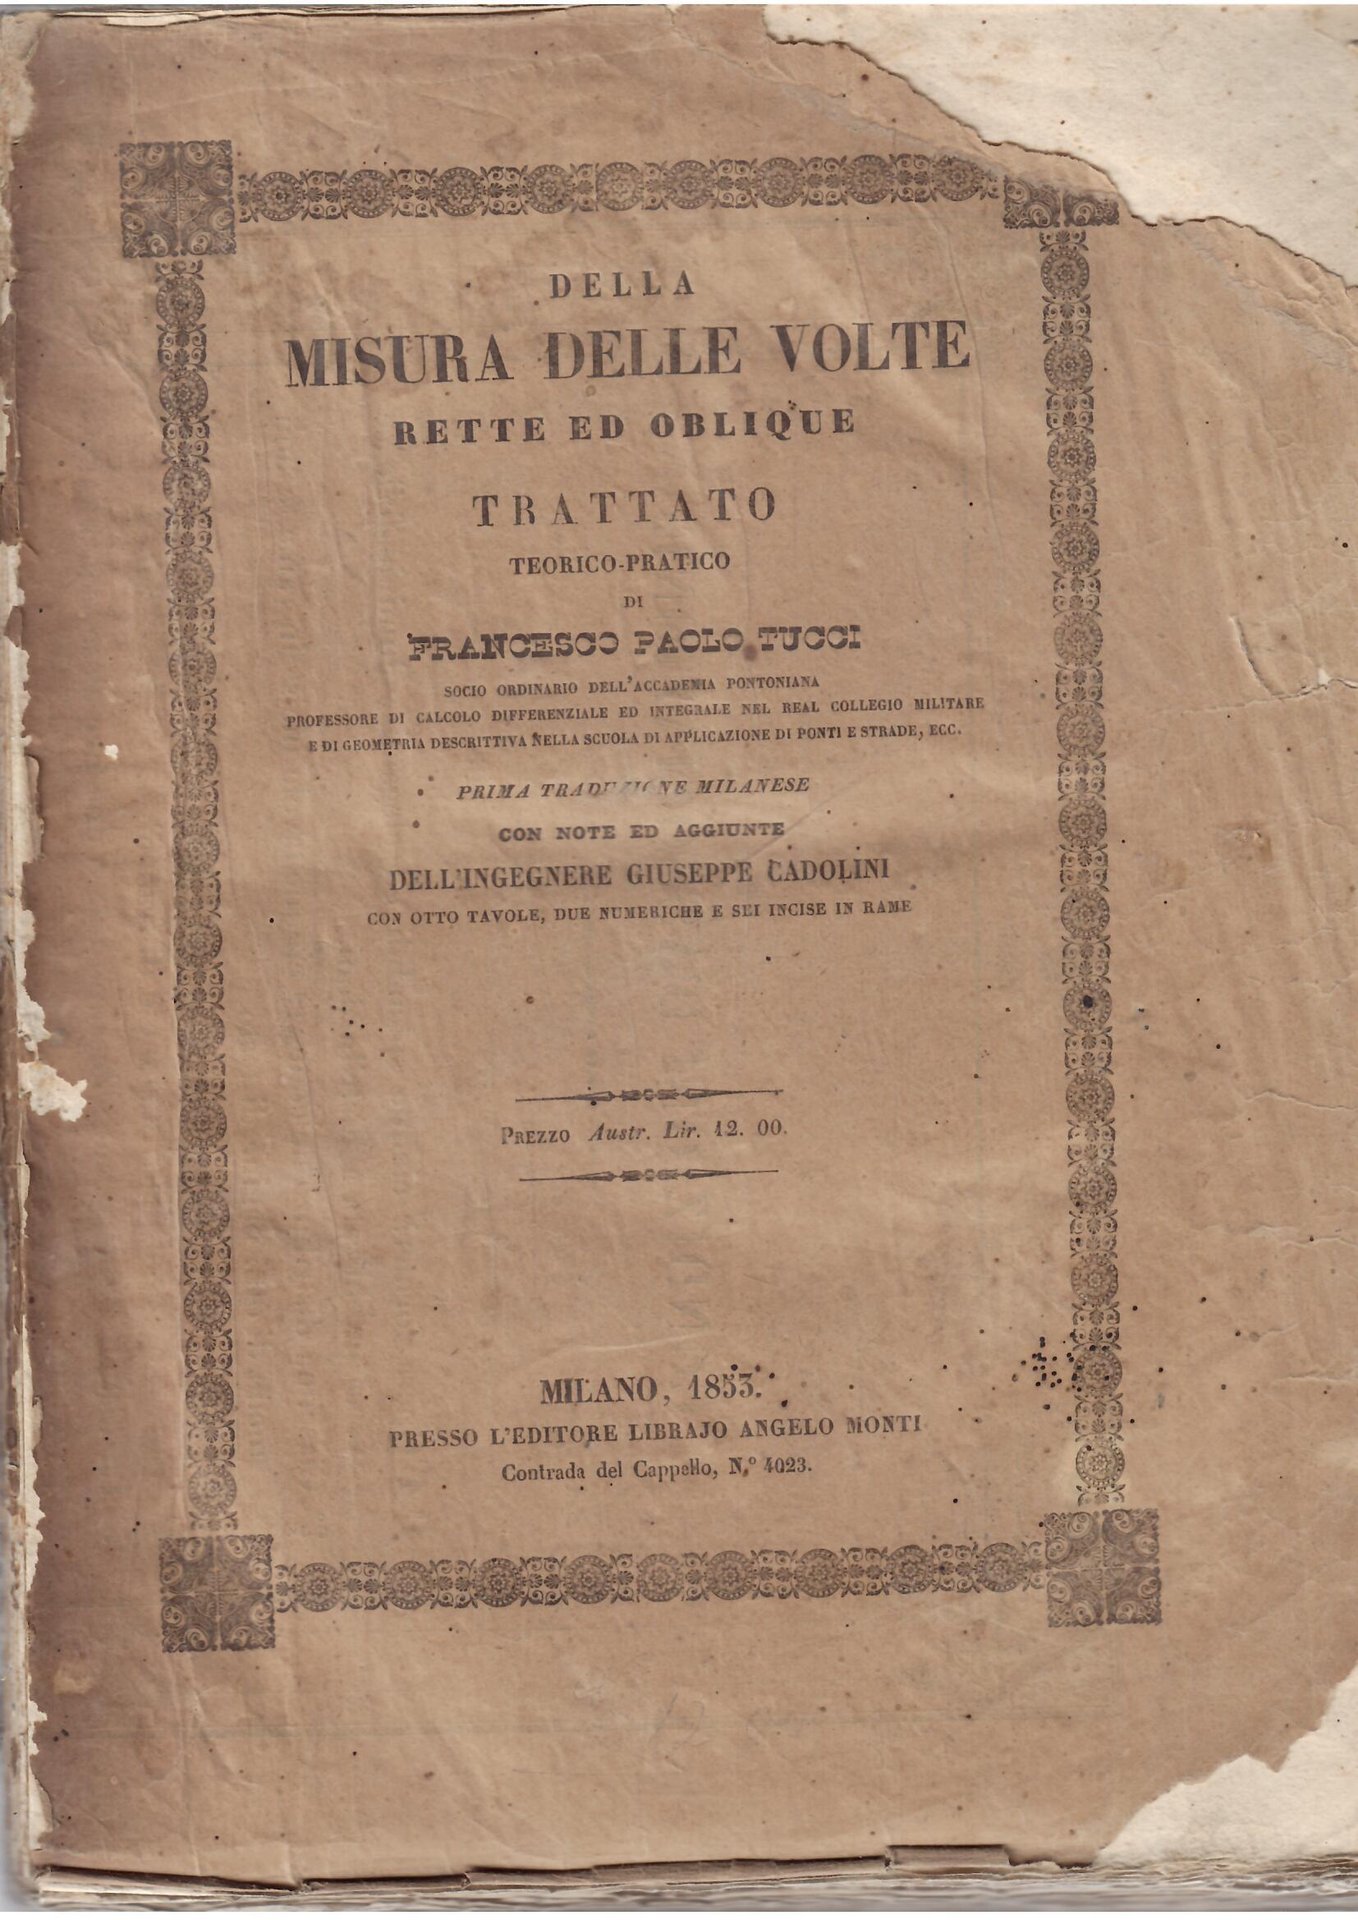 DELLA
MISURA DELLE VOLTE
RETTE ED OBLIQUE
TRATTATO
TEORICO-PRATICO
DI
FRANCESCO PAOLO TUCCI
SOCIO ORDINARIO DELL'ACCADEMIA PONTONIANA
PROFESSORE DI CALCOLO DIFFERENZIALE ED INTEGRALE NEL REAL COLLEGIO MILITARE
E DI GEOMETRIA DESCRITTIVA NELLA SCUOLA DI APPLICAZIONE DI PONTI E STRADE, ECC.
PRIMA TRADUZIONE MILANESE
CON NOTE ED AGGIUNTE
DELL'INGEGNERE GIUSEPPE CADOLINI
CON OTTO TAVOLE, DUE NUMERICHE E SEI INCISE IN RAME
PREZZO Austr. Lir. 12. 00.
MILANO, 1853.
PRESSO L'EDITORE LIBRAJO ANGELO MONTI
Contrada del Cappello, N.° 4023.